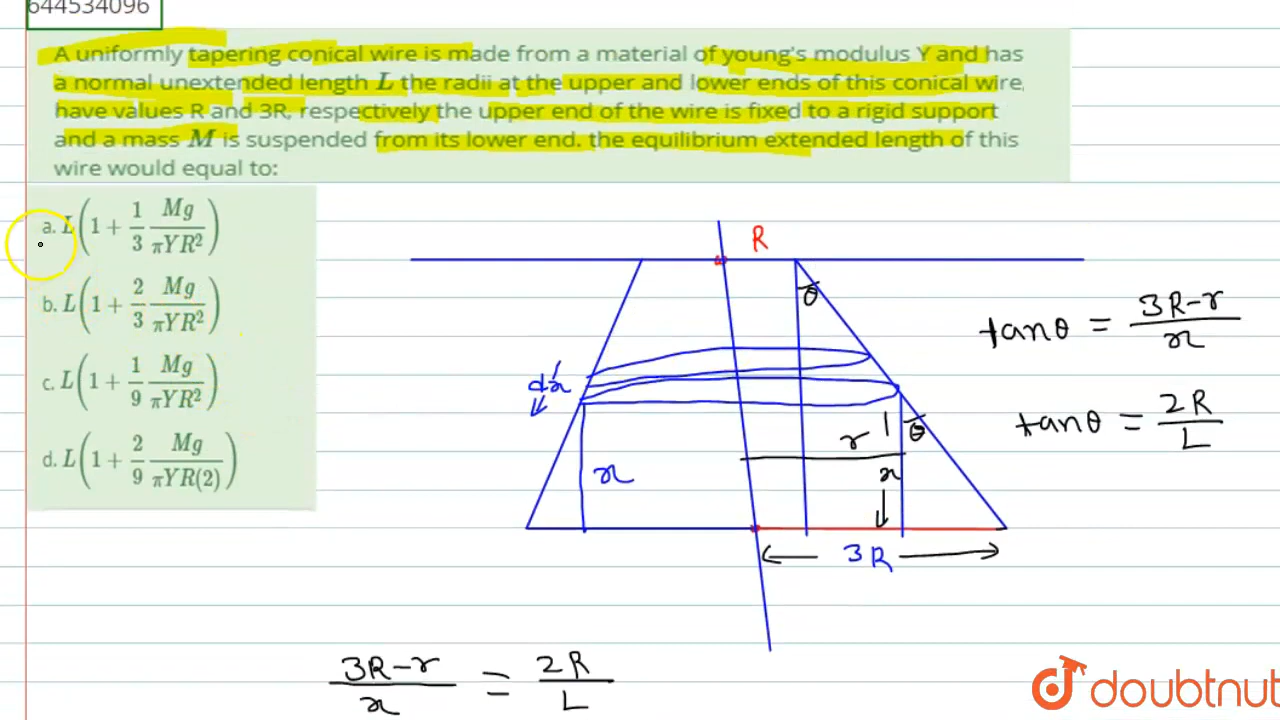 644534096
A uniformly tapering conical wire is made from a material of young's modulus Y and has
a normal unextended length L the radii at the upper and lower ends of this conical wire
have values R and 3R, respectively the upper end of the wire is fixed to a rigid support
and a mass M is suspended from its lower end. the equilibrium extended length of this
wire would equal to:
a. L(1 + 1/3 Mg/πYR²)
b. L(1 + 2/3 Mg/πYR²)
c. L(1 + 1/9 Mg/πYR²)
d. L(1 + 2/9 Mg/πYR(2))
R
θ
tanθ = 3R-r/x
dx
tanθ = 2R/L
θ
r
x
x
3R
3R-r/x = 2R/L
doubtnut